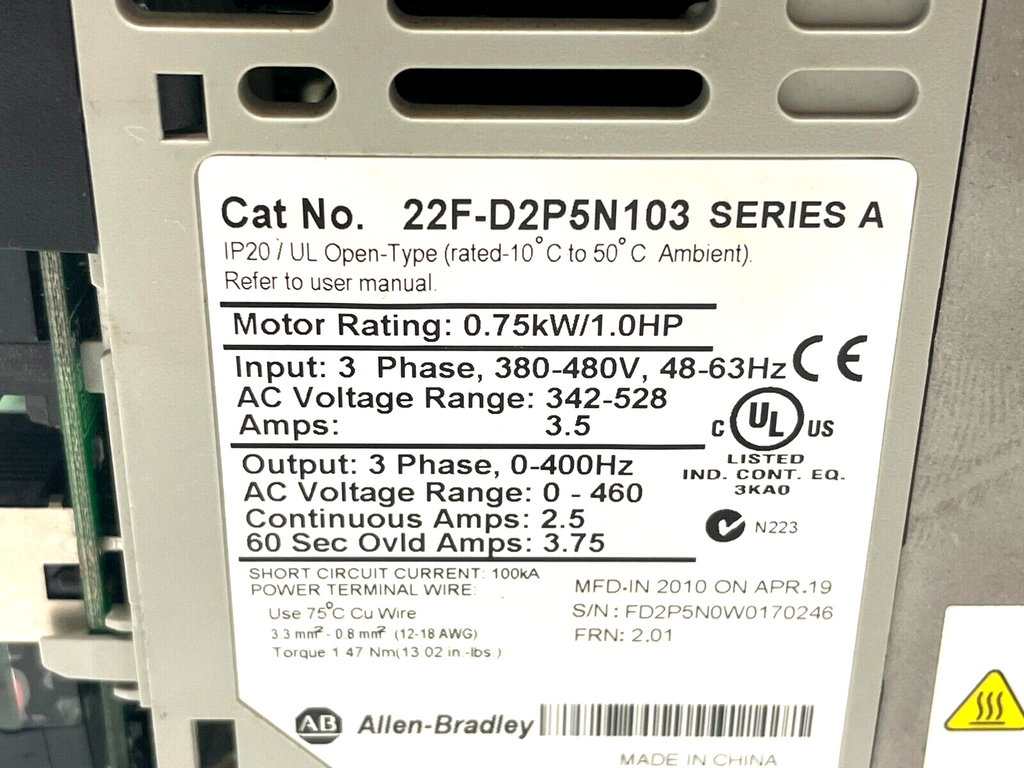 Cat No. 22F-D2P5N103 SERIES A
IP20 / UL Open-Type (rated-10°C to 50°C Ambient).
Refer to user manual.
Motor Rating: 0.75kW/1.0HP
Input: 3 Phase, 380-480V, 48-63Hz
AC Voltage Range: 342-528
Amps: 3.5
CE
C UL US
LISTED
IND. CONT. EQ.
3KA0
Output: 3 Phase, 0-400Hz
AC Voltage Range: 0 - 460
Continuous Amps: 2.5
60 Sec Ovld Amps: 3.75
N223
SHORT CIRCUIT CURRENT: 100kA
POWER TERMINAL WIRE:
Use 75°C Cu Wire
3.3 mm² - 0.8 mm² (12-18 AWG)
Torque 1.47 Nm(13.02 in.-lbs.)
MFD-IN 2010 ON APR.19
S/N: FD2P5N0W0170246
FRN: 2.01
AB Allen-Bradley
MADE IN CHINA